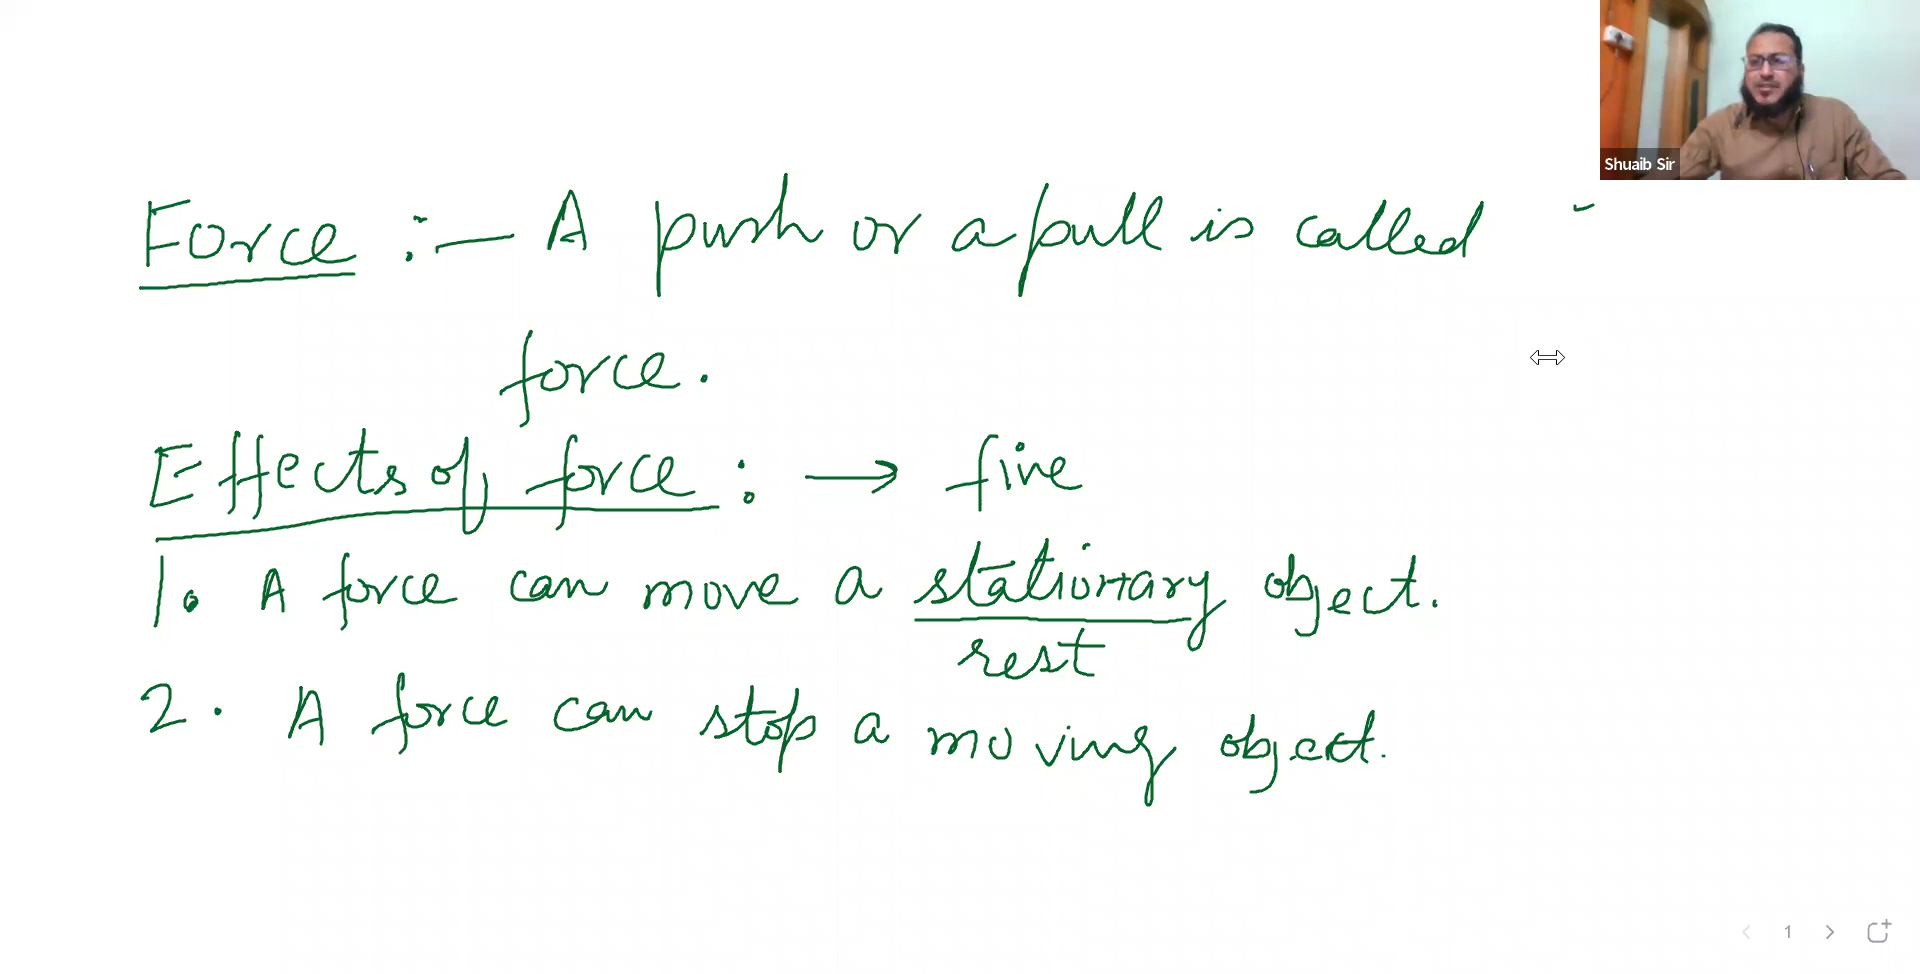 Shuaib Sir
Force :— A push or a pull is called
force.
Effects of force : → five
1. A force can move a stationary object.
rest
2. A force can stop a moving object.
1